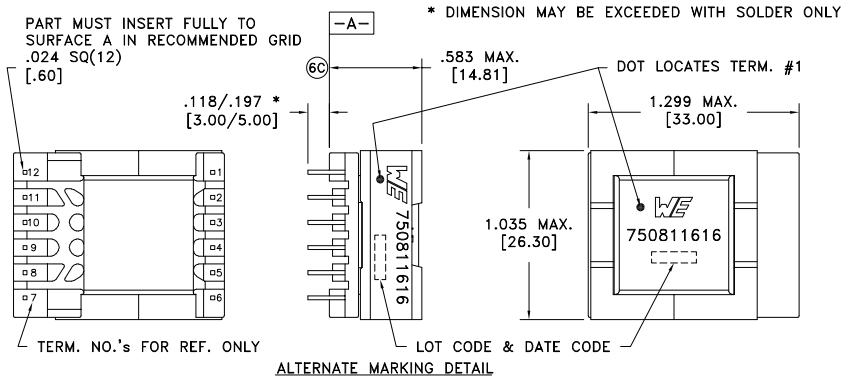 PART MUST INSERT FULLY TO
SURFACE A IN RECOMMENDED GRID
.024 SQ(12)
[.60]
-A-
* DIMENSION MAY BE EXCEEDED WITH SOLDER ONLY
6C
.583 MAX.
[14.81]
DOT LOCATES TERM. #1
.118/.197 *
[3.00/5.00]
1.299 MAX.
[33.00]
12
11
10
9
8
7
1
2
3
4
5
6
WE
750811616
1.035 MAX.
[26.30]
WE
750811616
TERM. NO.'s FOR REF. ONLY
LOT CODE & DATE CODE
ALTERNATE MARKING DETAIL